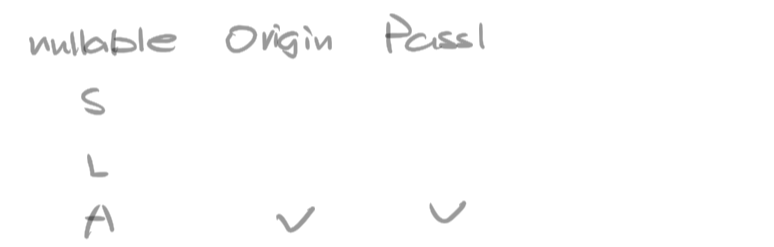 nullable Origin Pass1
S
L
A ✓ ✓